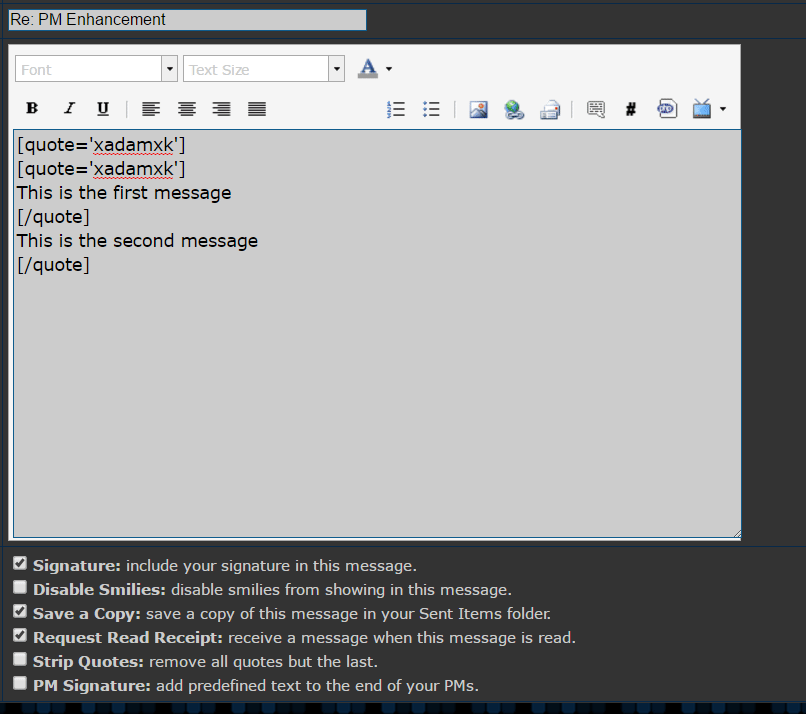 Re: PM Enhancement
Font Text Size A
B I U #
[quote='xadamxk']
[quote='xadamxk']
This is the first message
[/quote]
This is the second message
[/quote]
Signature: include your signature in this message.
Disable Smilies: disable smilies from showing in this message.
Save a Copy: save a copy of this message in your Sent Items folder.
Request Read Receipt: receive a message when this message is read.
Strip Quotes: remove all quotes but the last.
PM Signature: add predefined text to the end of your PMs.